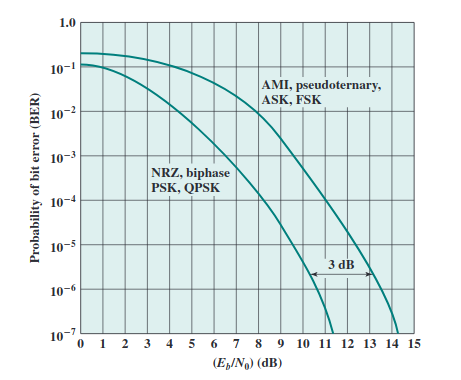 1.0
10⁻¹
10⁻²
10⁻³
10⁻⁴
10⁻⁵
10⁻⁶
10⁻⁷
Probability of bit error (BER)
AMI, pseudoternary,
ASK, FSK
NRZ, biphase
PSK, QPSK
3 dB
0 1 2 3 4 5 6 7 8 9 10 11 12 13 14 15
(E_b/N_0) (dB)